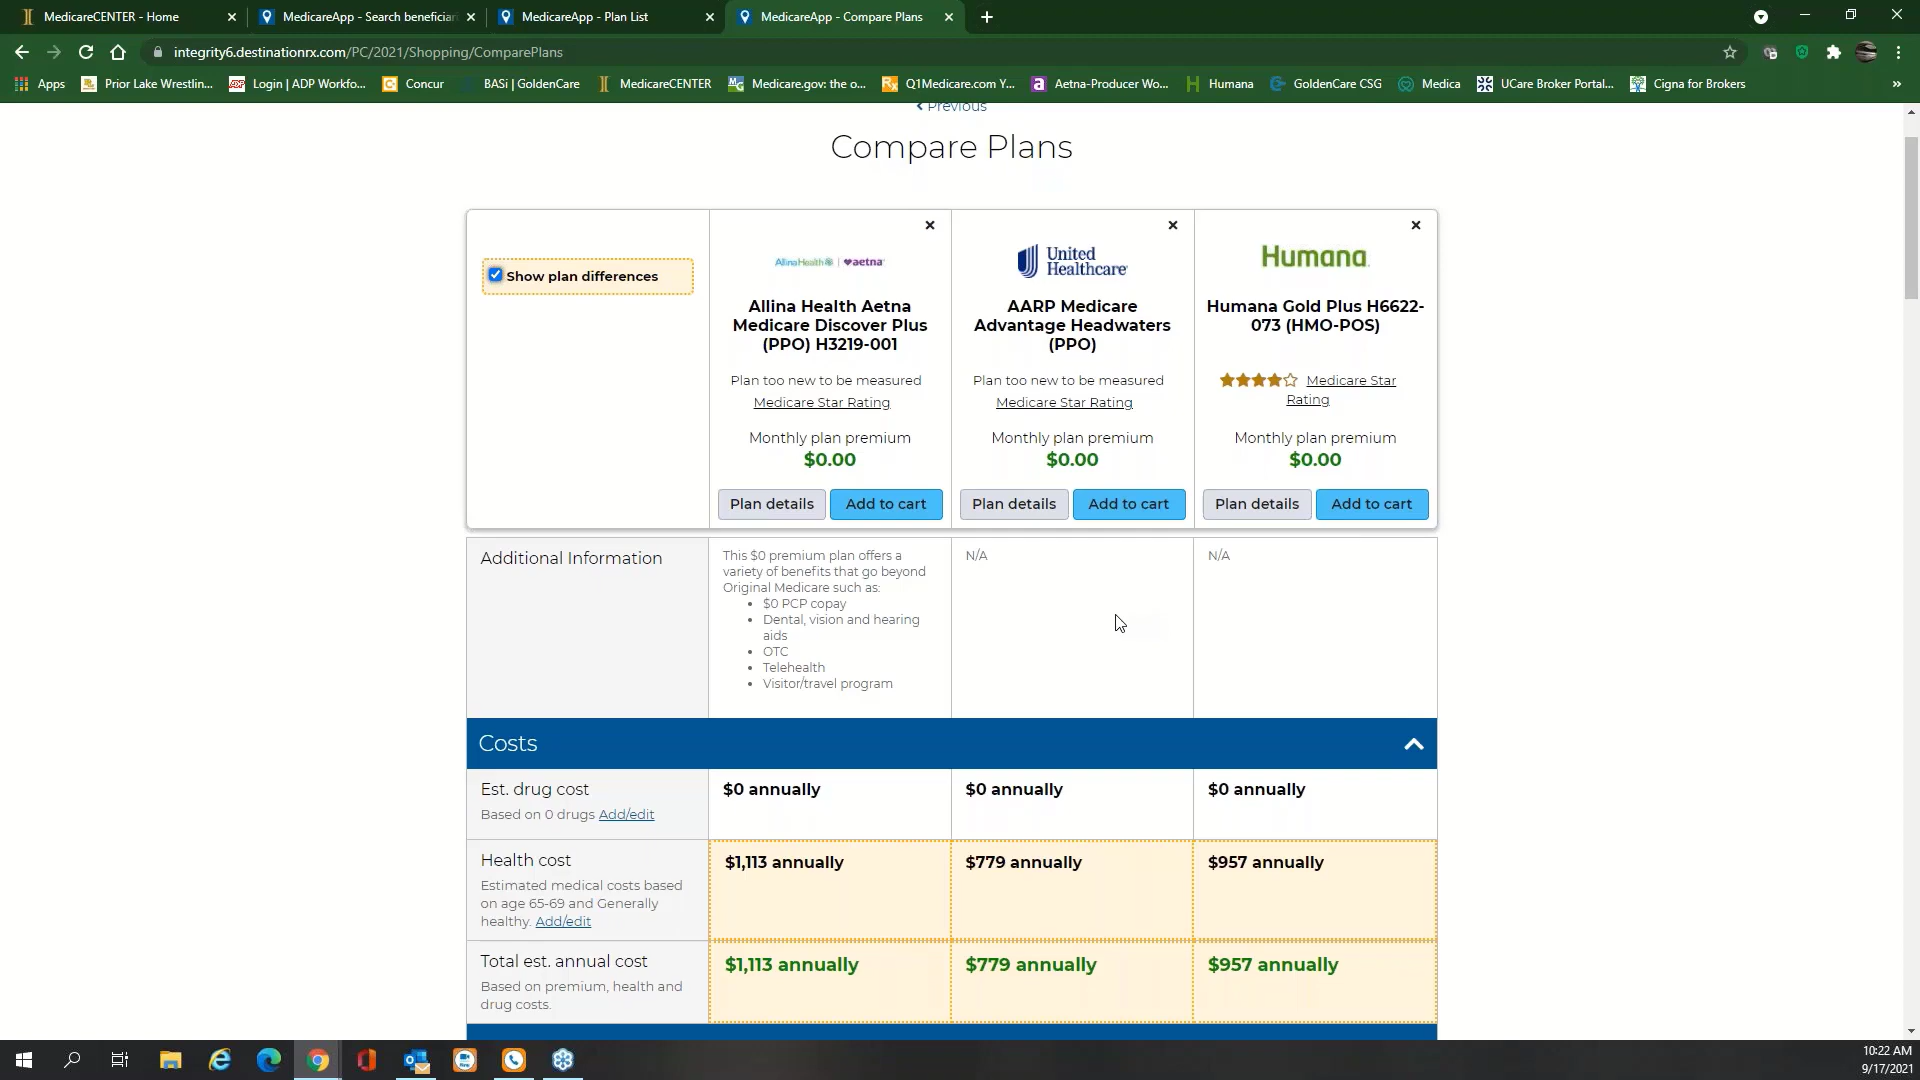 MedicareCENTER - Home
MedicareApp - Search beneficiar
MedicareApp - Plan List
MedicareApp - Compare Plans
integrity6.destinationrx.com/PC/2021/Shopping/ComparePlans
Apps
Prior Lake Wrestlin...
Login | ADP Workfo...
Concur
BASi | GoldenCare
MedicareCENTER
Medicare.gov: the o...
Q1Medicare.com Y...
Aetna-Producer Wo...
Humana
GoldenCare CSG
Medica
UCare Broker Portal...
Cigna for Brokers
»
Previous
Compare Plans
Show plan differences
AllinaHealth | aetna
Allina Health Aetna
Medicare Discover Plus
(PPO) H3219-001
Plan too new to be measured
Medicare Star Rating
Monthly plan premium
$0.00
Plan details
Add to cart
United
Healthcare
AARP Medicare
Advantage Headwaters
(PPO)
Plan too new to be measured
Medicare Star Rating
Monthly plan premium
$0.00
Plan details
Add to cart
Humana
Humana Gold Plus H6622-
073 (HMO-POS)
Medicare Star
Rating
Monthly plan premium
$0.00
Plan details
Add to cart
Additional Information
This $0 premium plan offers a
variety of benefits that go beyond
Original Medicare such as:
• $0 PCP copay
• Dental, vision and hearing
aids
• OTC
• Telehealth
• Visitor/travel program
N/A
N/A
Costs
Est. drug cost
Based on 0 drugs Add/edit
$0 annually
$0 annually
$0 annually
Health cost
Estimated medical costs based
on age 65-69 and Generally
healthy. Add/edit
$1,113 annually
$779 annually
$957 annually
Total est. annual cost
Based on premium, health and
drug costs.
$1,113 annually
$779 annually
$957 annually
10:22 AM
9/17/2021